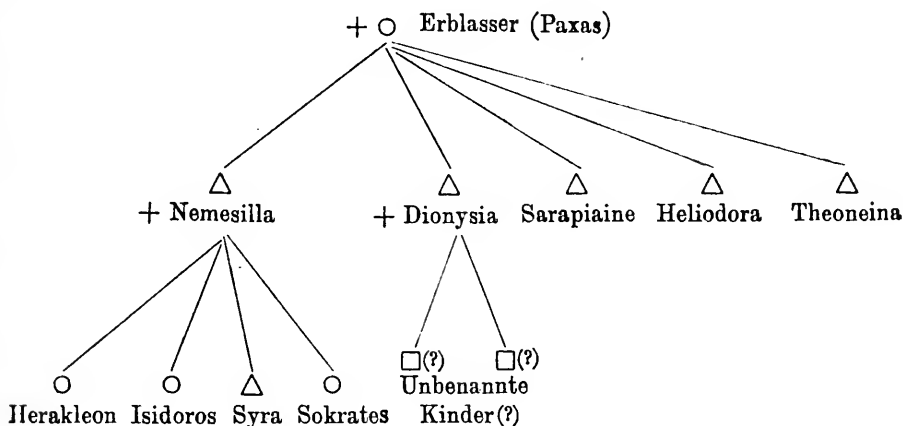 + Erblasser (Paxas)
+ Nemesilla + Dionysia Sarapiaine Heliodora Theoneina
(?) (?)
Herakleon Isidoros Syra Sokrates Unbenannte
Kinder (?)